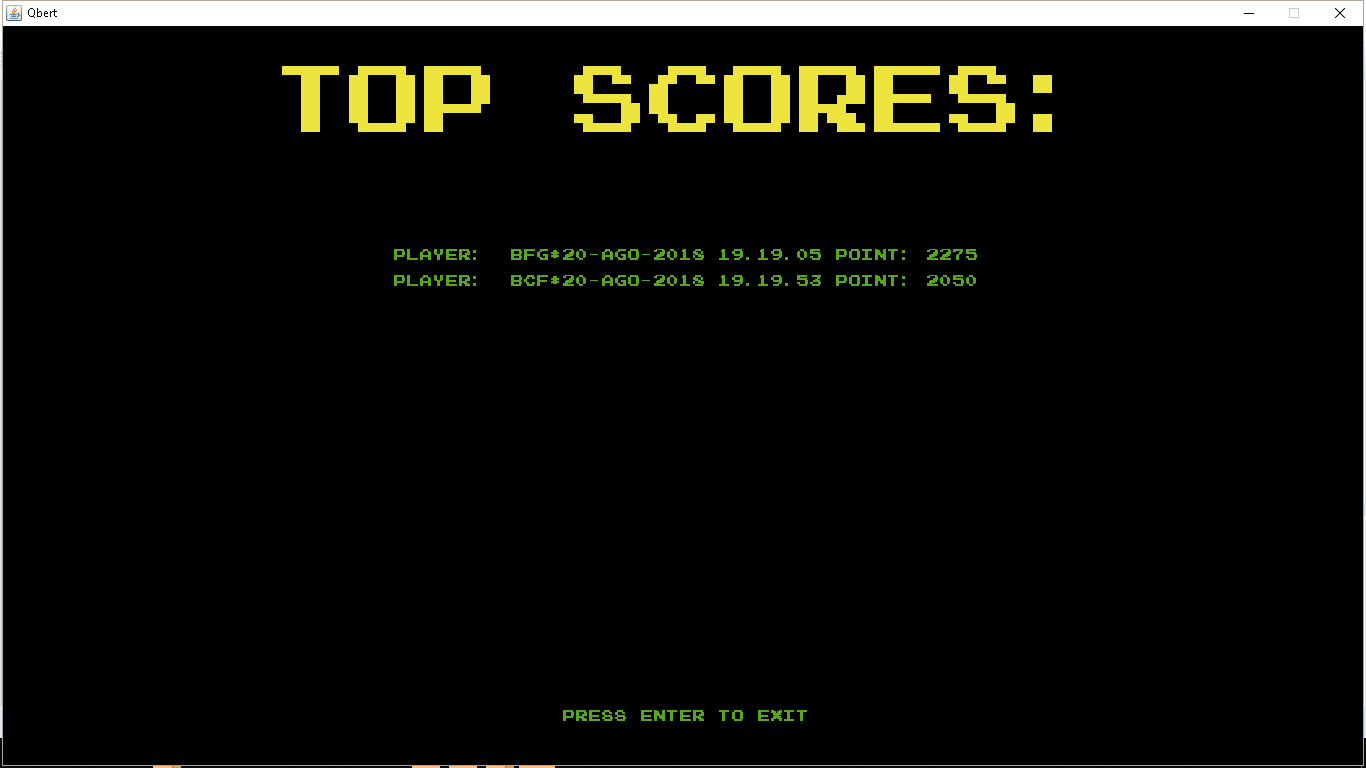 Qbert
TOP SCORES:
PLAYER: BFG*20-AGO-2018 19.19.05 POINT: 2275
PLAYER: BCF*20-AGO-2018 19.19.53 POINT: 2050
PRESS ENTER TO EXIT